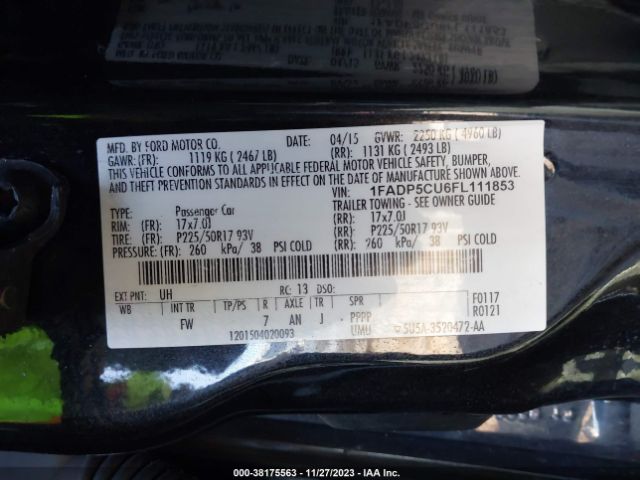 MFD. BY FORD MOTOR CO. DATE: 04/15 GVWR: 2250 KG ( 4960 LB)
GAWR: (FR): 1119 KG ( 2467 LB) (RR): 1131 KG ( 2493 LB)
THIS VEHICLE CONFORMS TO ALL APPLICABLE FEDERAL MOTOR VEHICLE SAFETY, BUMPER,
AND THEFT PREVENTION STANDARDS IN EFFECT ON THE DATE OF MANUFACTURE SHOWN ABOVE.
VIN: 1FADP5CU6FL111853
TYPE: Passenger Car TRAILER TOWING - SEE OWNER GUIDE
RIM: (FR): 17x7.0J (RR): 17x7.0J
TIRE: (FR): P225/50R17 93V (RR): P225/50R17 93V
PRESSURE: (FR) 260 kPa/ 38 PSI COLD (RR): 260 kPa/ 38 PSI COLD
EXT PNT: UH RC: 13 DSO: F0117
WB INT TR TP/PS R AXLE TR SPR R0121
FW 7 AN J PPPP
1201504020093 UMU SU5A-3520472-AA
000-38175563 - 11/27/2023 - IAA Inc.